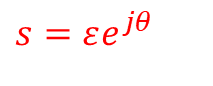 s = εe^{jθ}